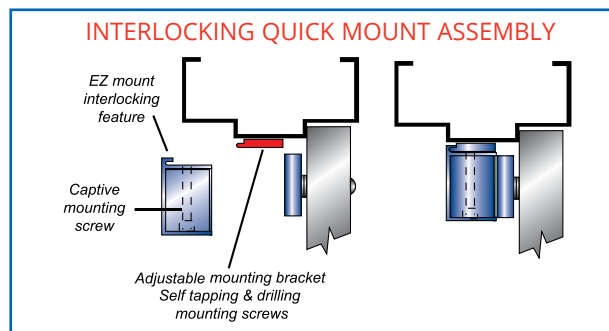 INTERLOCKING QUICK MOUNT ASSEMBLY
EZ mount
interlocking
feature
Captive
mounting
screw
Adjustable mounting bracket
Self tapping & drilling
mounting screws